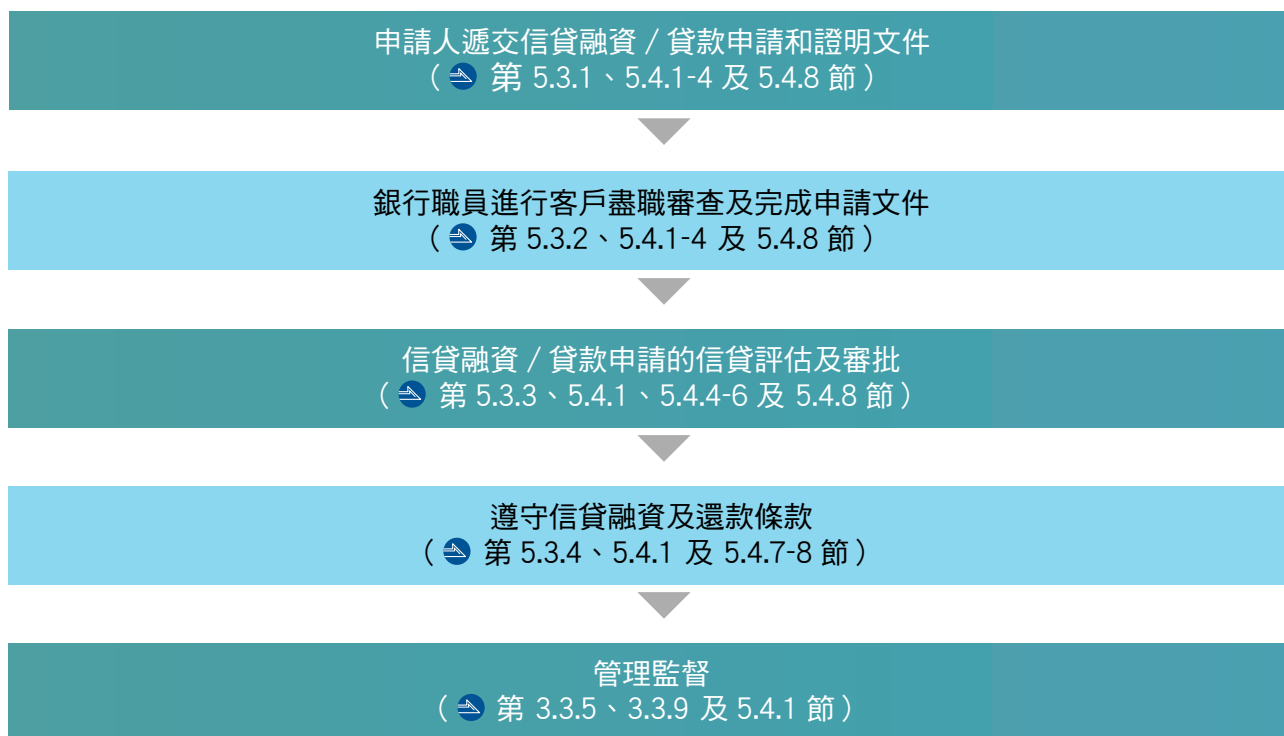 申請人遞交信貸融資 / 貸款申請和證明文件
( 第 5.3.1、5.4.1-4 及 5.4.8 節 )
銀行職員進行客戶盡職審查及完成申請文件
( 第 5.3.2、5.4.1-4 及 5.4.8 節 )
信貸融資 / 貸款申請的信貸評估及審批
( 第 5.3.3、5.4.1、5.4.4-6 及 5.4.8 節 )
遵守信貸融資及還款條款
( 第 5.3.4、5.4.1 及 5.4.7-8 節 )
管理監督
( 第 3.3.5、3.3.9 及 5.4.1 節 )